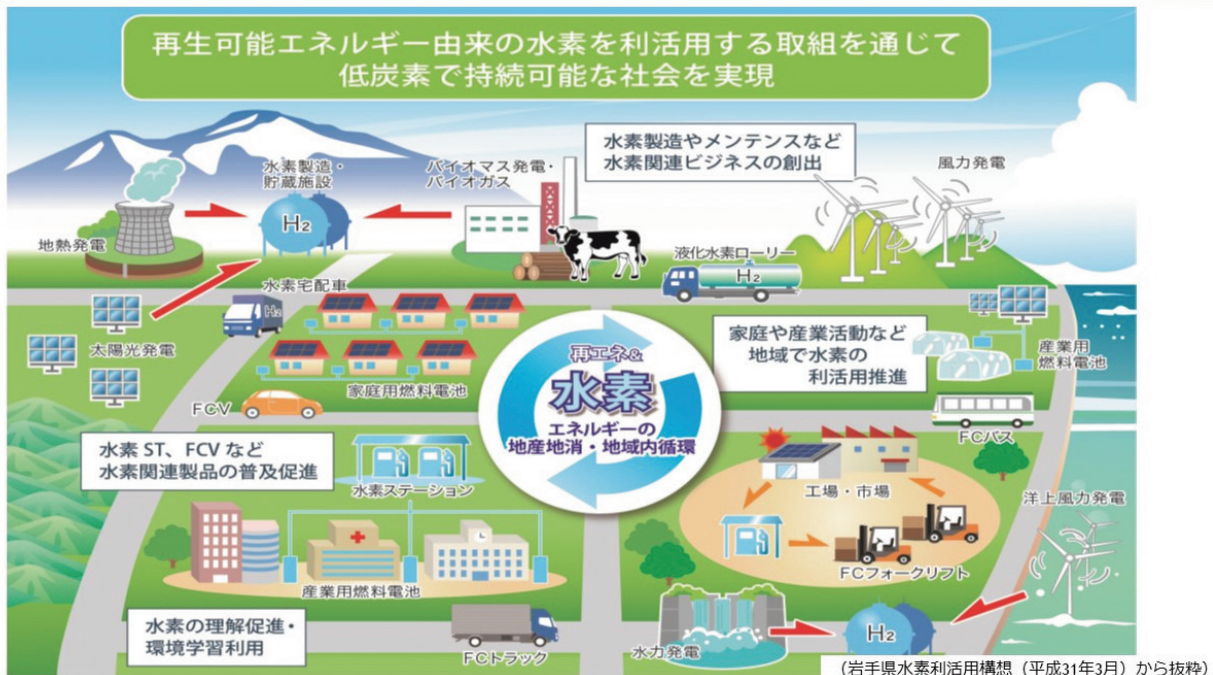 再生可能エネルギー由来の水素を利活用する取組を通じて
低炭素で持続可能な社会を実現
水素製造・
貯蔵施設
バイオマス発電・
バイオガス
水素製造やメンテンスなど
水素関連ビジネスの創出
風力発電
地熱発電
H₂
液化水素ローリー
H₂
水素宅配車
H₂
太陽光発電
家庭用燃料電池
再エネ&
水素
エネルギーの
地産地消・地域内循環
家庭や産業活動など
地域で水素の
利活用推進
産業用
燃料電池
FCV
FCバス
水素 ST、FCV など
水素関連製品の普及促進
水素ステーション
工場・市場
洋上風力発電
産業用燃料電池
FCフォークリフト
水素の理解促進・
環境学習利用
FCトラック
水力発電
H₂
(岩手県水素利活用構想（平成31年3月）から抜粋)